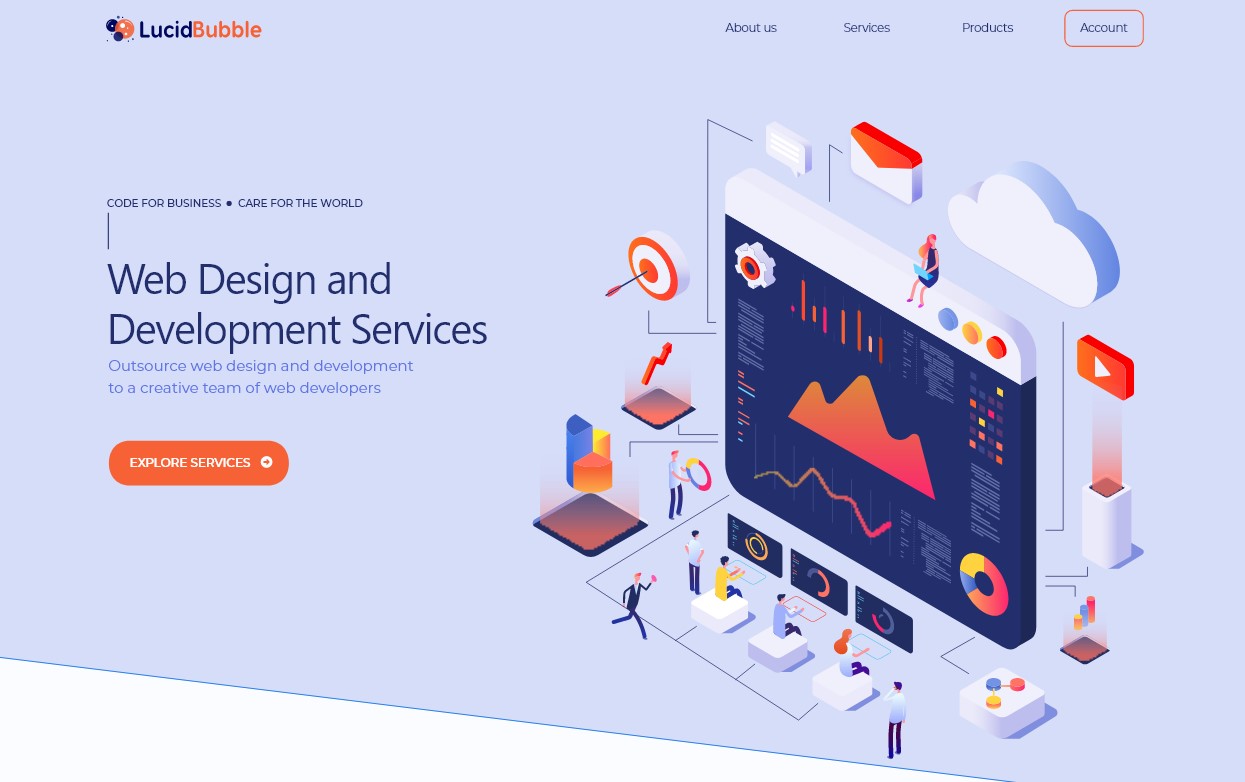 LucidBubble
About us
Services
Products
Account
CODE FOR BUSINESS ● CARE FOR THE WORLD
Web Design and
Development Services
Outsource web design and development
to a creative team of web developers
EXPLORE SERVICES